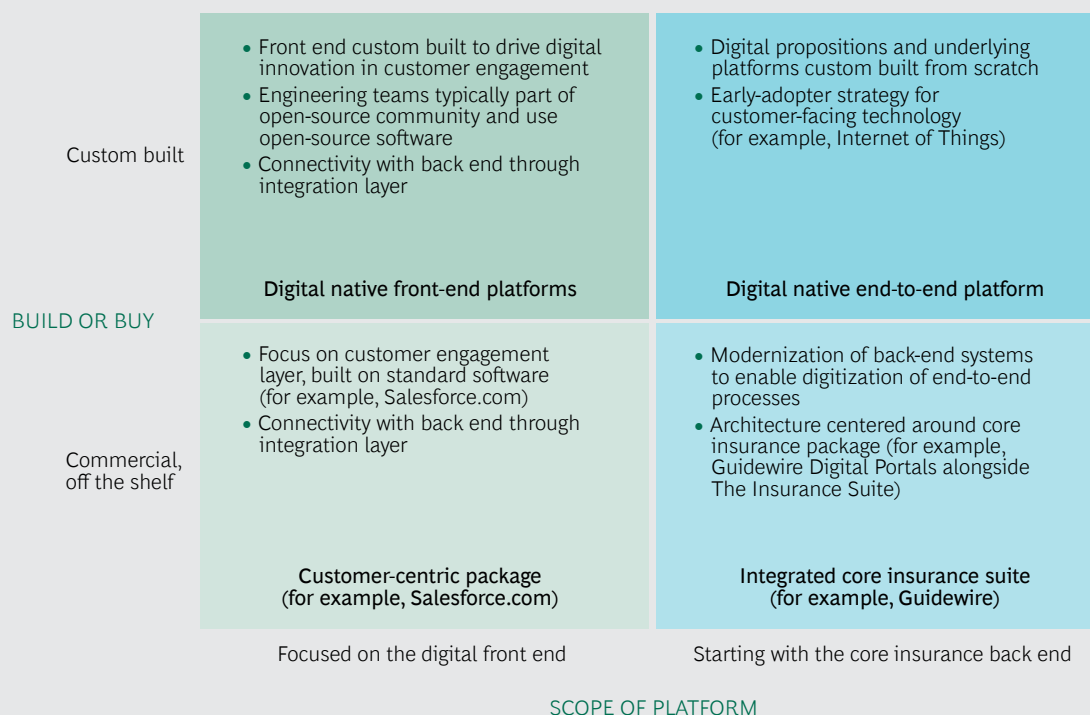 • Front end custom built to drive digital
innovation in customer engagement
• Engineering teams typically part of
open-source community and use
open-source software
• Connectivity with back end through
integration layer
Digital native front-end platforms
• Digital propositions and underlying
platforms custom built from scratch
• Early-adopter strategy for
customer-facing technology
(for example, Internet of Things)
Digital native end-to-end platform
Custom built
BUILD OR BUY
Commercial,
off the shelf
• Focus on customer engagement
layer, built on standard software
(for example, Salesforce.com)
• Connectivity with back end through
integration layer
Customer-centric package
(for example, Salesforce.com)
• Modernization of back-end systems
to enable digitization of end-to-end
processes
• Architecture centered around core
insurance package (for example,
Guidewire Digital Portals alongside
The Insurance Suite)
Integrated core insurance suite
(for example, Guidewire)
Focused on the digital front end
Starting with the core insurance back end
SCOPE OF PLATFORM